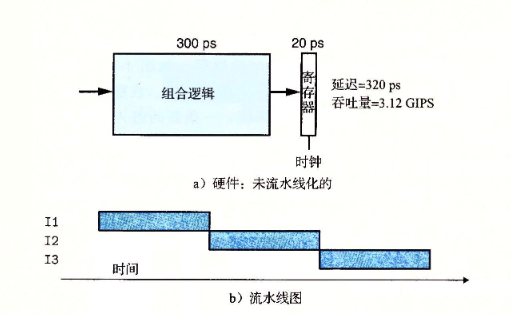 300 ps
20 ps
组合逻辑
寄存器
延迟=320 ps
吞吐量=3.12 GIPS
时钟
a）硬件：未流水线化的
I1
I2
I3
时间
b）流水线图